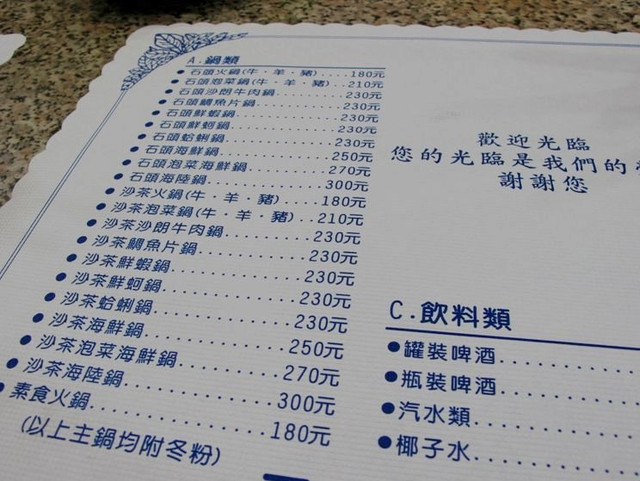 A.鍋類
●石頭火鍋(牛・羊・豬)....180元
●石頭泡菜鍋(牛・羊・豬)..210元
●石頭沙朗牛肉鍋..........230元
●石頭鯛魚片鍋............230元
●石頭鮮蝦鍋..............230元
●石頭鮮蚵鍋..............230元
●石頭蛤蜊鍋..............230元
●石頭海鮮鍋..............250元
●石頭泡菜海鮮鍋..........270元
●石頭海陸鍋..............300元
●沙茶火鍋(牛・羊・豬)....180元
●沙茶泡菜鍋(牛・羊・豬)..210元
●沙茶沙朗牛肉鍋..........230元
●沙茶鯛魚片鍋............230元
●沙茶鮮蝦鍋..............230元
●沙茶鮮蚵鍋..............230元
●沙茶蛤蜊鍋..............230元
●沙茶海鮮鍋..............250元
●沙茶泡菜海鮮鍋..........270元
●沙茶海陸鍋..............300元
●素食火鍋................180元
(以上主鍋均附冬粉)
歡迎光臨
您的光臨是我們的
謝謝您
C.飲料類
●罐裝啤酒..........
●瓶裝啤酒..........
●汽水類............
●椰子水............